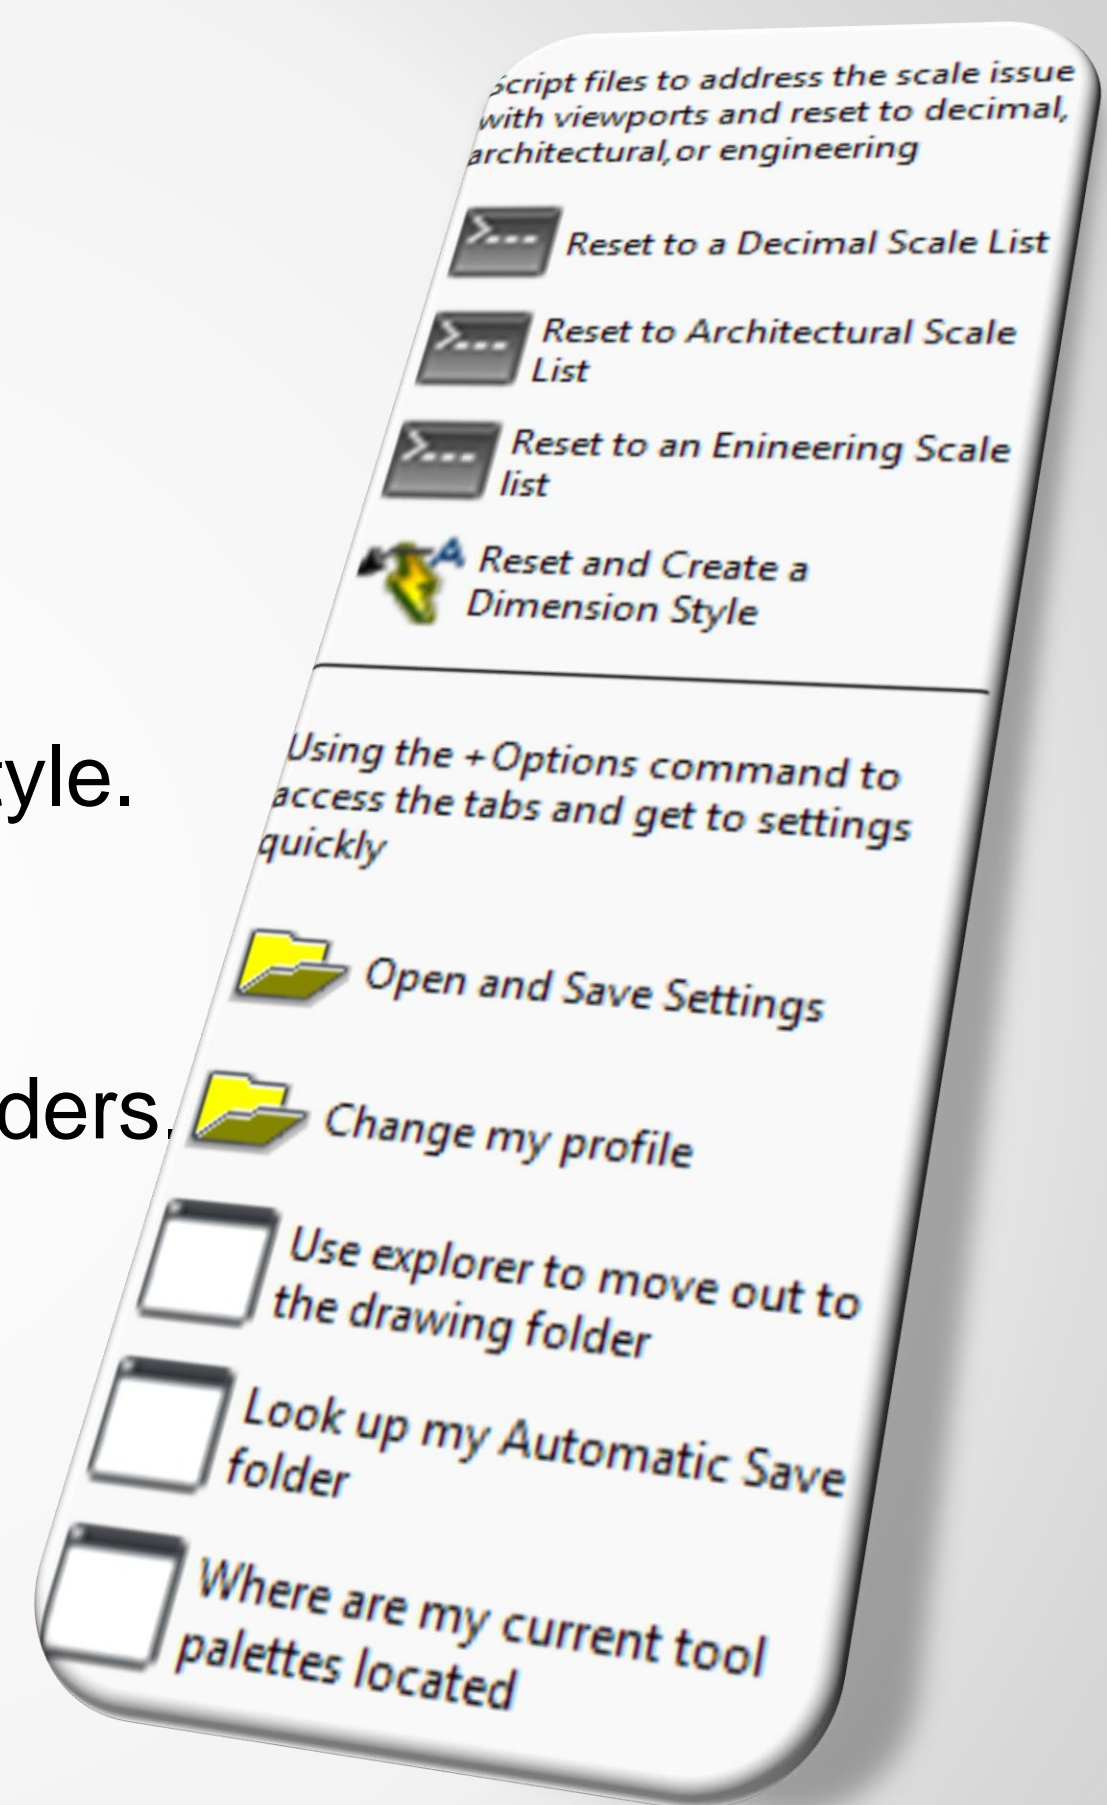 Script files to address the scale issue
with viewports and reset to decimal,
architectural,or engineering
Reset to a Decimal Scale List
Reset to Architectural Scale
List
Reset to an Enineering Scale
list
Reset and Create a
Dimension Style
Using the +Options command to
access the tabs and get to settings
quickly
Open and Save Settings
Change my profile
Use explorer to move out to
the drawing folder
Look up my Automatic Save
folder
Where are my current tool
palettes located
tyle.
ders.